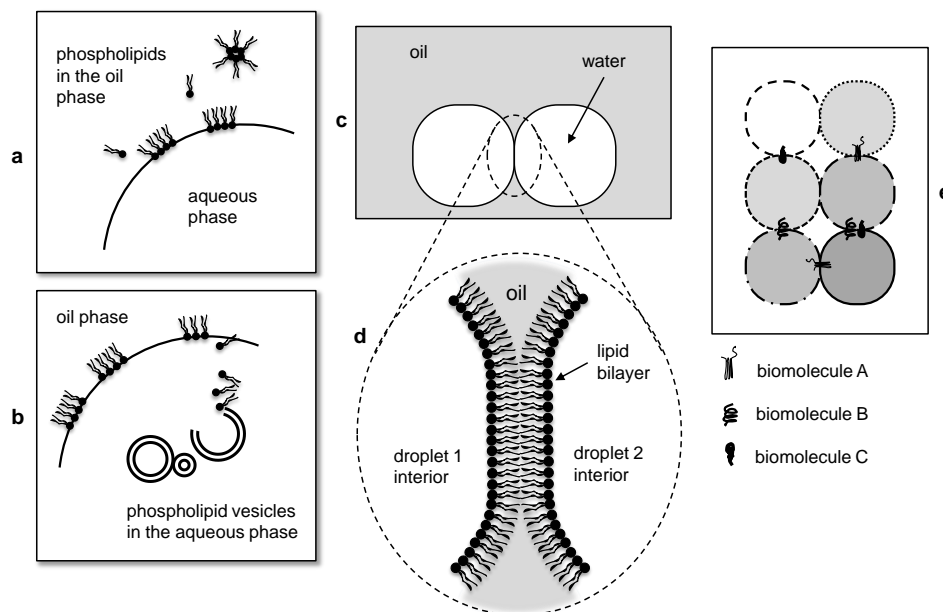 a
phospholipids
in the oil
phase
aqueous
phase
b
oil phase
phospholipid vesicles
in the aqueous phase
c
oil
water
d
oil
lipid
bilayer
droplet 1
interior
droplet 2
interior
e
biomolecule A
biomolecule B
biomolecule C